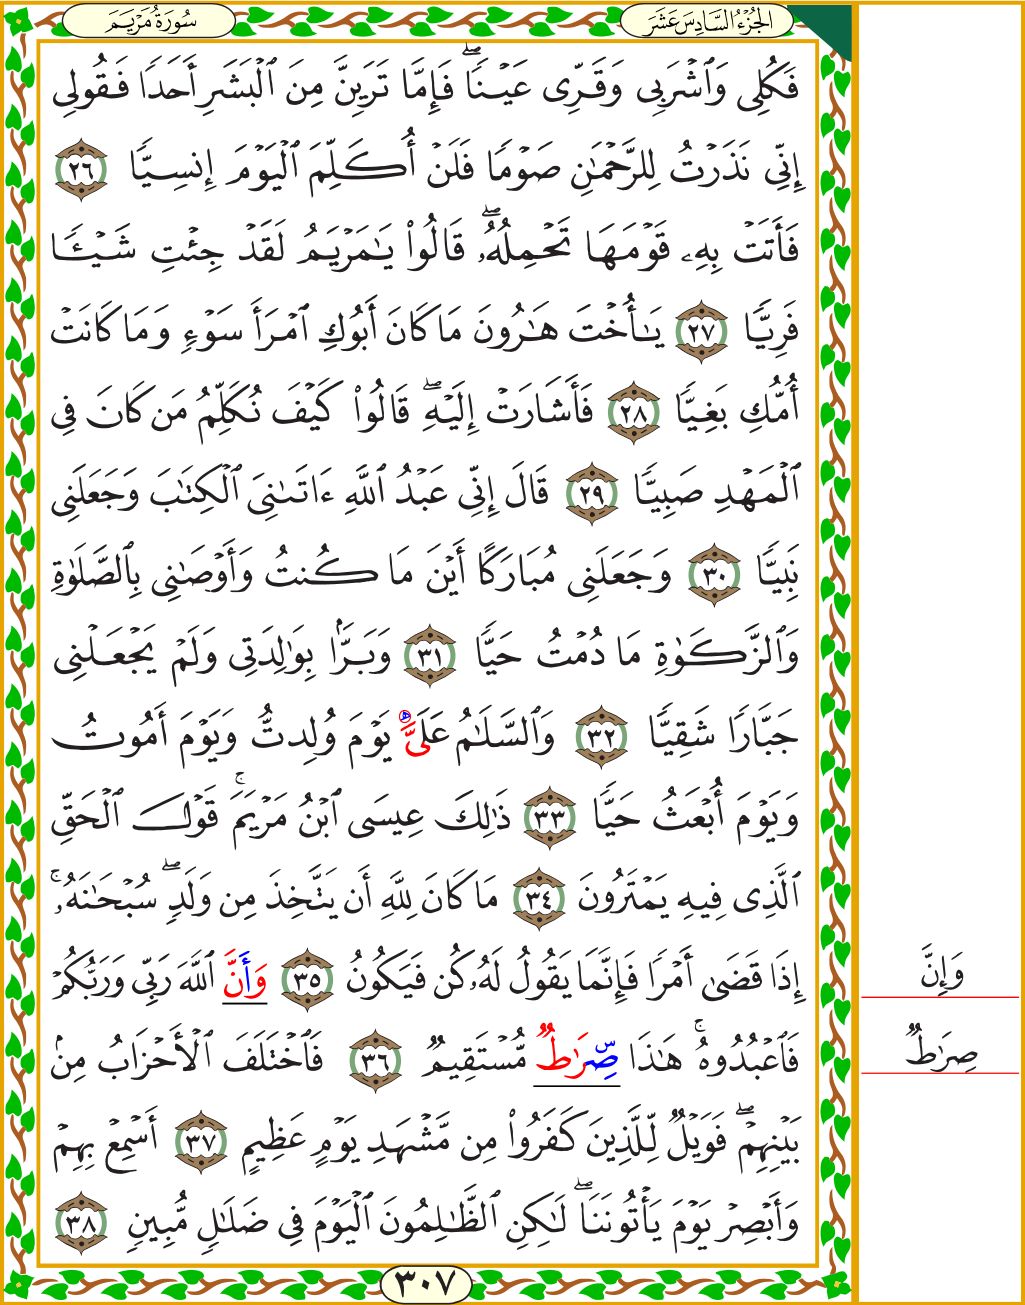 سُورَةُ مَرْيَمَ
الجُزْءُ السَّادِسَ عَشَرَ
فَكُلِى وَٱشْرَبِى وَقَرِّى عَيْنًاۖ فَإِمَّا تَرَيِنَّ مِنَ ٱلْبَشَرِ أَحَدًا فَقُولِى
إِنِّى نَذَرْتُ لِلرَّحْمَٰنِ صَوْمًا فَلَنْ أُكَلِّمَ ٱلْيَوْمَ إِنسِيًّا ٢٦
فَأَتَتْ بِهِۦ قَوْمَهَا تَحْمِلُهُۥۖ قَالُوا۟ يَٰمَرْيَمُ لَقَدْ جِئْتِ شَيْـًٔا
فَرِيًّا ٢٧ يَٰٓأُخْتَ هَٰرُونَ مَا كَانَ أَبُوكِ ٱمْرَأَ سَوْءٍ وَمَا كَانَتْ
أُمُّكِ بَغِيًّا ٢٨ فَأَشَارَتْ إِلَيْهِۖ قَالُوا۟ كَيْفَ نُكَلِّمُ مَن كَانَ فِى
ٱلْمَهْدِ صَبِيًّا ٢٩ قَالَ إِنِّى عَبْدُ ٱللَّهِ ءَاتَىٰنِىَ ٱلْكِتَٰبَ وَجَعَلَنِى
نَبِيًّا ٣٠ وَجَعَلَنِى مُبَارَكًا أَيْنَ مَا كُنتُ وَأَوْصَٰنِى بِٱلصَّلَوٰةِ
وَٱلزَّكَوٰةِ مَا دُمْتُ حَيًّا ٣١ وَبَرًّۢا بِوَٰلِدَتِى وَلَمْ يَجْعَلْنِى
جَبَّارًا شَقِيًّا ٣٢ وَٱلسَّلَٰمُ عَلَىَّ يَوْمَ وُلِدتُّ وَيَوْمَ أَمُوتُ
وَيَوْمَ أُبْعَثُ حَيًّا ٣٣ ذَٰلِكَ عِيسَى ٱبْنُ مَرْيَمَۚ قَوْلَ ٱلْحَقِّ
ٱلَّذِى فِيهِ يَمْتَرُونَ ٣٤ مَا كَانَ لِلَّهِ أَن يَتَّخِذَ مِن وَلَدٍۖ سُبْحَٰنَهُۥۚ
إِذَا قَضَىٰ أَمْرًا فَإِنَّمَا يَقُولُ لَهُۥ كُن فَيَكُونُ ٣٥ وَأَنَّ ٱللَّهَ رَبِّى وَرَبُّكُمْ
فَٱعْبُدُوهُۚ هَٰذَا صِّرَٰطٌ مُّسْتَقِيمٌ ٣٦ فَٱخْتَلَفَ ٱلْأَحْزَابُ مِنۢ
بَيْنِهِمْۖ فَوَيْلٌ لِّلَّذِينَ كَفَرُوا۟ مِن مَّشْهَدِ يَوْمٍ عَظِيمٍ ٣٧ أَسْمِعْ بِهِمْ
وَأَبْصِرْ يَوْمَ يَأْتُونَنَاۖ لَٰكِنِ ٱلظَّٰلِمُونَ ٱلْيَوْمَ فِى ضَلَٰلٍ مُّبِينٍ ٣٨
وَإِنَّ
صِرَٰطٌ
٣٠٧